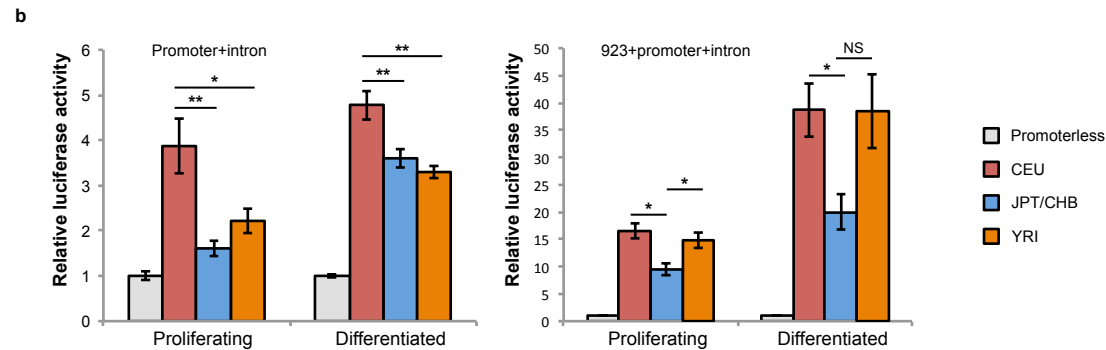 b
Promoter+intron
Relative luciferase activity
6
5
4
3
2
1
0
**
*
**
**
Proliferating
Differentiated
923+promoter+intron
Relative luciferase activity
50
45
40
35
30
25
20
15
10
5
0
*
*
*
NS
Proliferating
Differentiated
Promoterless
CEU
JPT/CHB
YRI